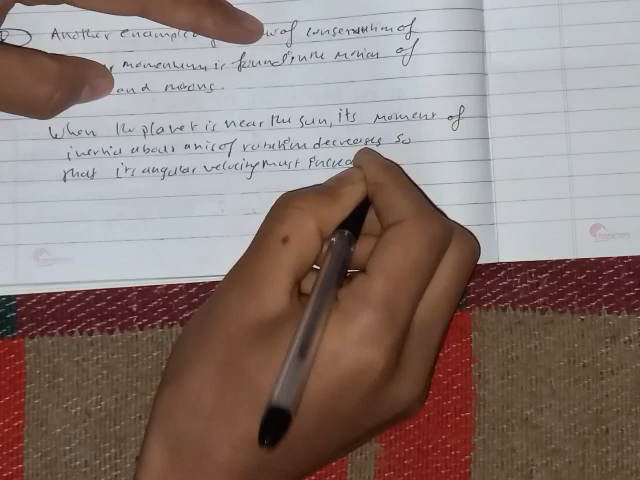 Another example of law of conservation of
momentum is found in the motion of
and moons.
When the planet is near the sun, its moment of
inertia about axis of rotation decreases so
that its angular velocity must increa